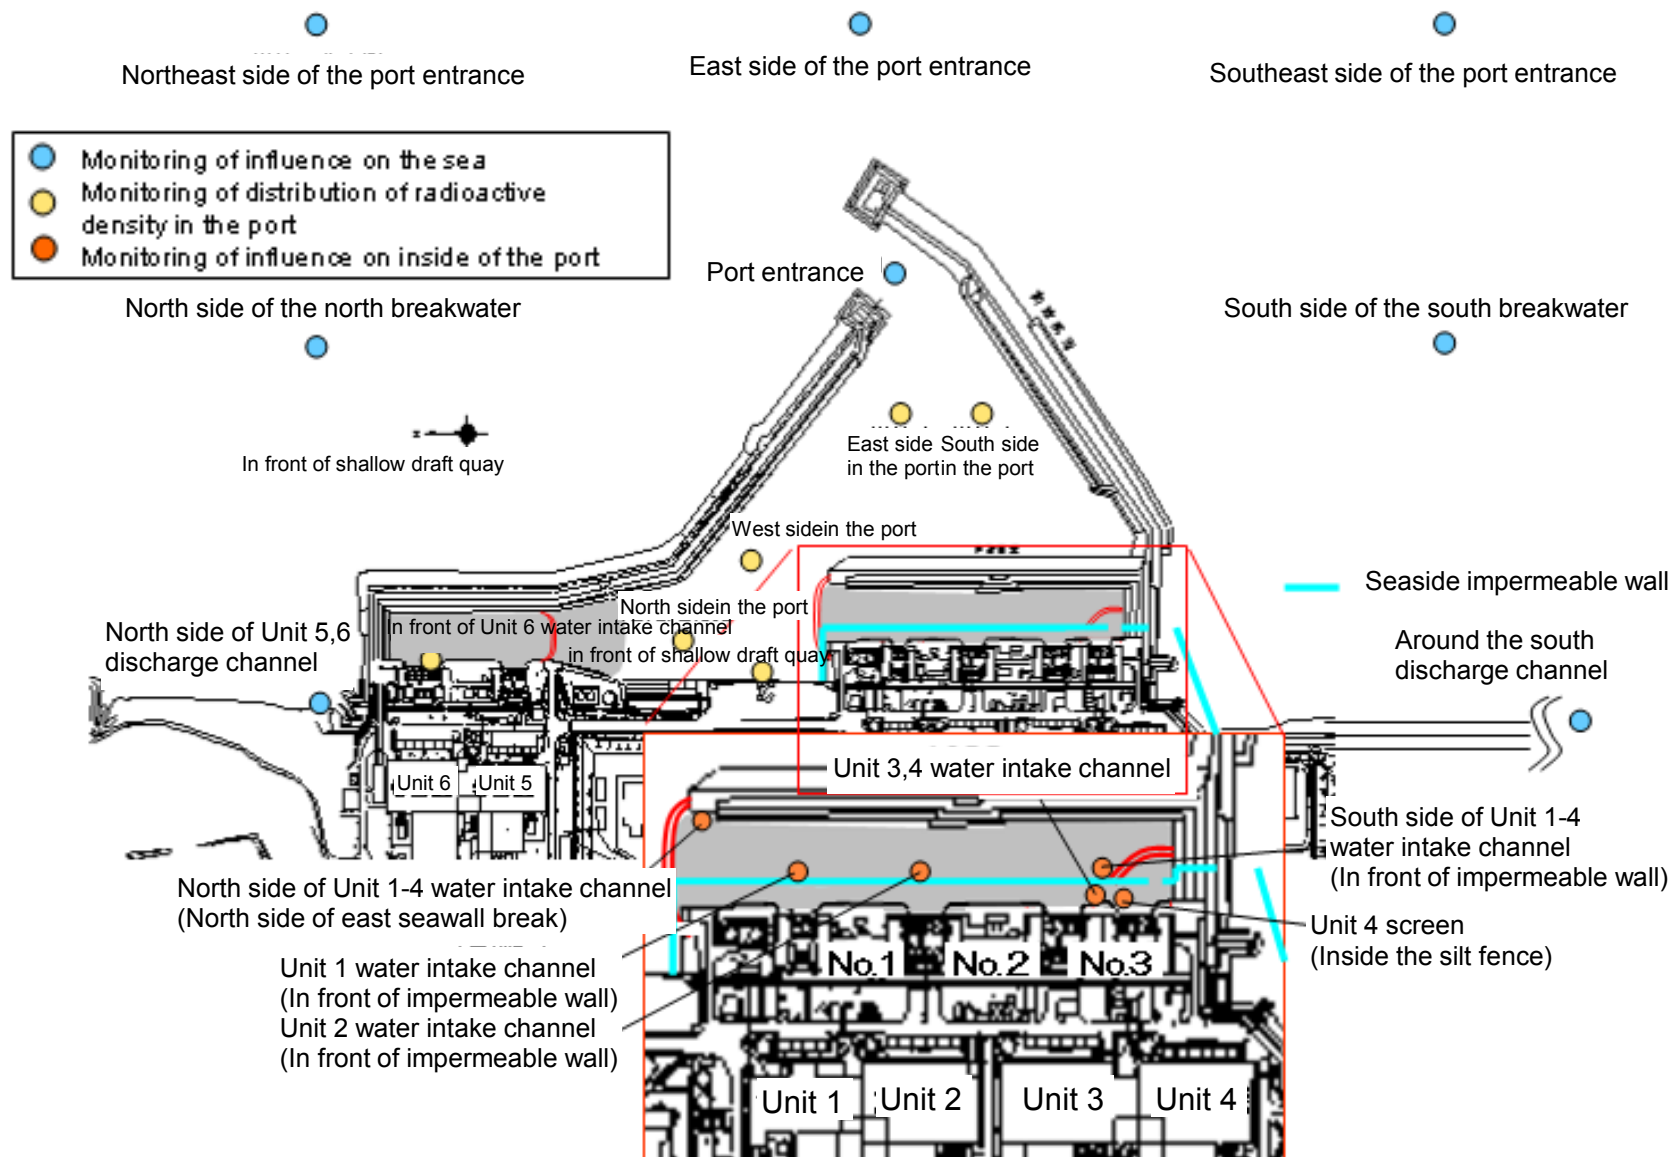 Northeast side of the port entrance
East side of the port entrance
Southeast side of the port entrance
Monitoring of influence on the sea
Monitoring of distribution of radioactive
density in the port
Monitoring of influence on inside of the port
Port entrance
North side of the north breakwater
South side of the south breakwater
In front of shallow draft quay
East side South side
in the portin the port
West sidein the port
Seaside impermeable wall
North sidein the port
In front of Unit 6 water intake channel
in front of shallow draft quay
North side of Unit 5,6
discharge channel
Around the south
discharge channel
Unit 6
Unit 5
Unit 3,4 water intake channel
South side of Unit 1-4
water intake channel
(In front of impermeable wall)
North side of Unit 1-4 water intake channel
(North side of east seawall break)
Unit 4 screen
(Inside the silt fence)
Unit 1 water intake channel
(In front of impermeable wall)
Unit 2 water intake channel
(In front of impermeable wall)
No.1
No.2
No.3
Unit 1
Unit 2
Unit 3
Unit 4